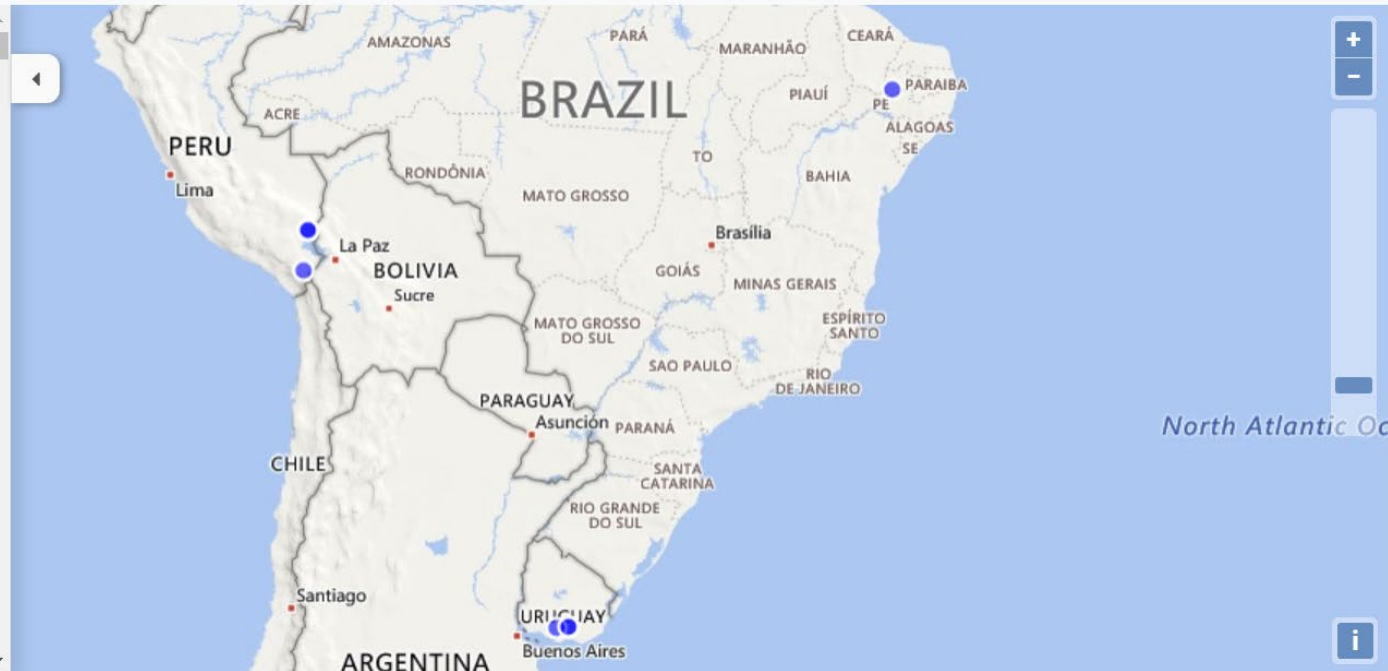 AMAZONAS
PARÁ
MARANHÃO
CEARÁ
+
−
PARAIBA
PIAUÍ
PE
BRAZIL
ACRE
ALAGOAS
SE
PERU
TO
RONDÔNIA
BAHIA
Lima
MATO GROSSO
Brasília
La Paz
BOLIVIA
GOIÁS
MINAS GERAIS
Sucre
MATO GROSSO
DO SUL
ESPÍRITO
SANTO
SAO PAULO
RIO
DE JANEIRO
PARAGUAY
Asunción
PARANÁ
North Atlantic Oc
CHILE
SANTA
CATARINA
RIO GRANDE
DO SUL
Santiago
URUGUAY
Buenos Aires
ARGENTINA
i